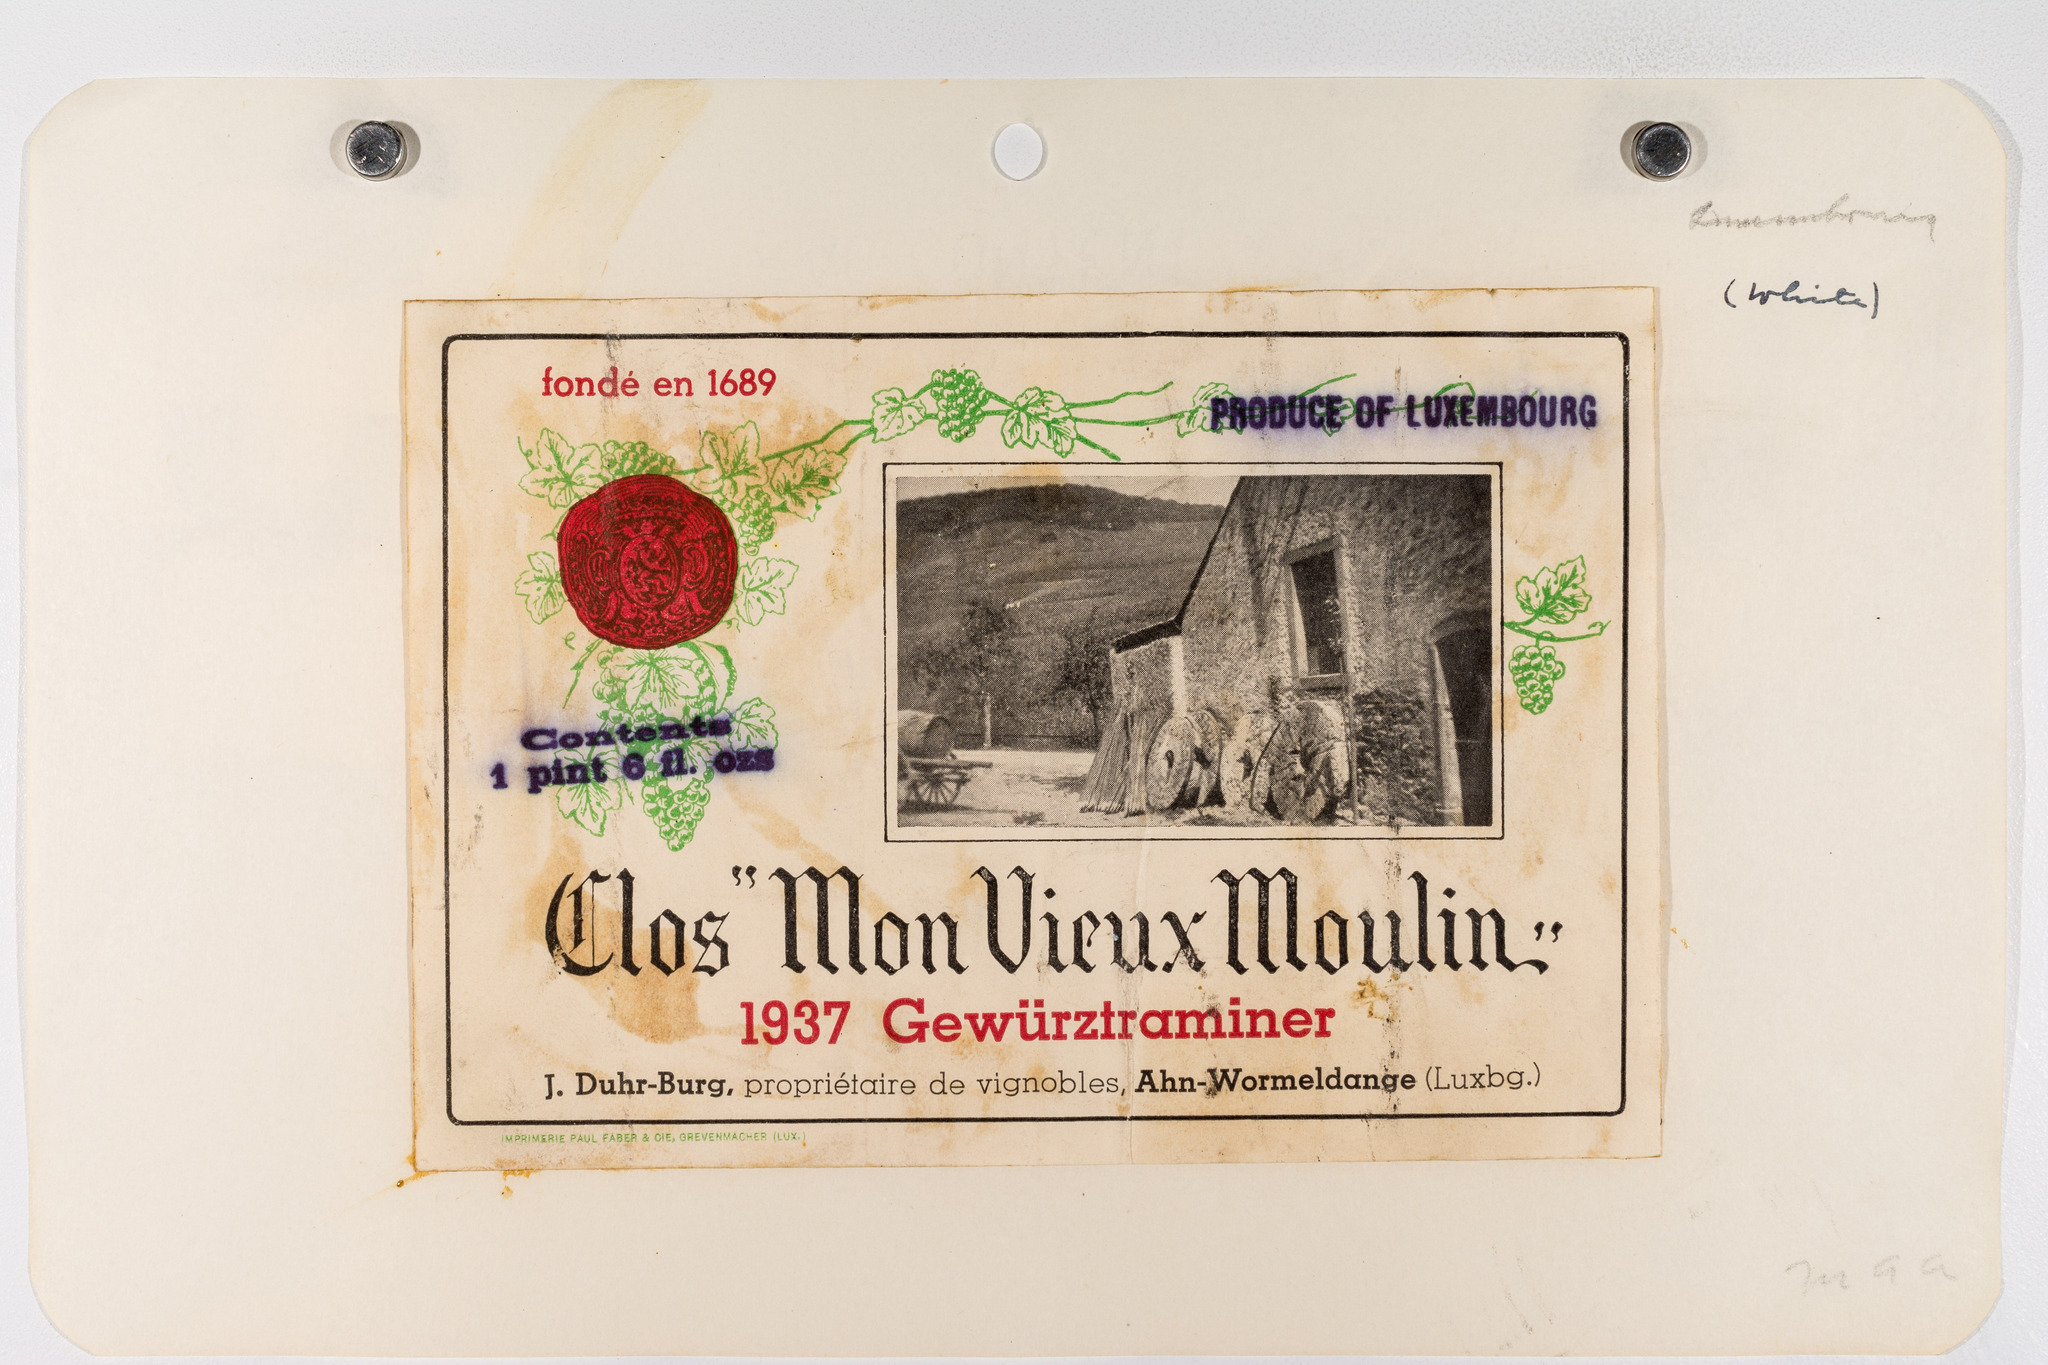 Luxembourg
(White)
fondé en 1689
PRODUCE OF LUXEMBOURG
Contents
1 pint 6 fl. ozs
Clos "Mon Vieux Moulin"
1937 Gewürztraminer
J. Duhr-Burg, propriétaire de vignobles, Ahn-Wormeldange (Luxbg.)
IMPRIMERIE PAUL FABER & CIE, GREVENMACHER (LUX.)